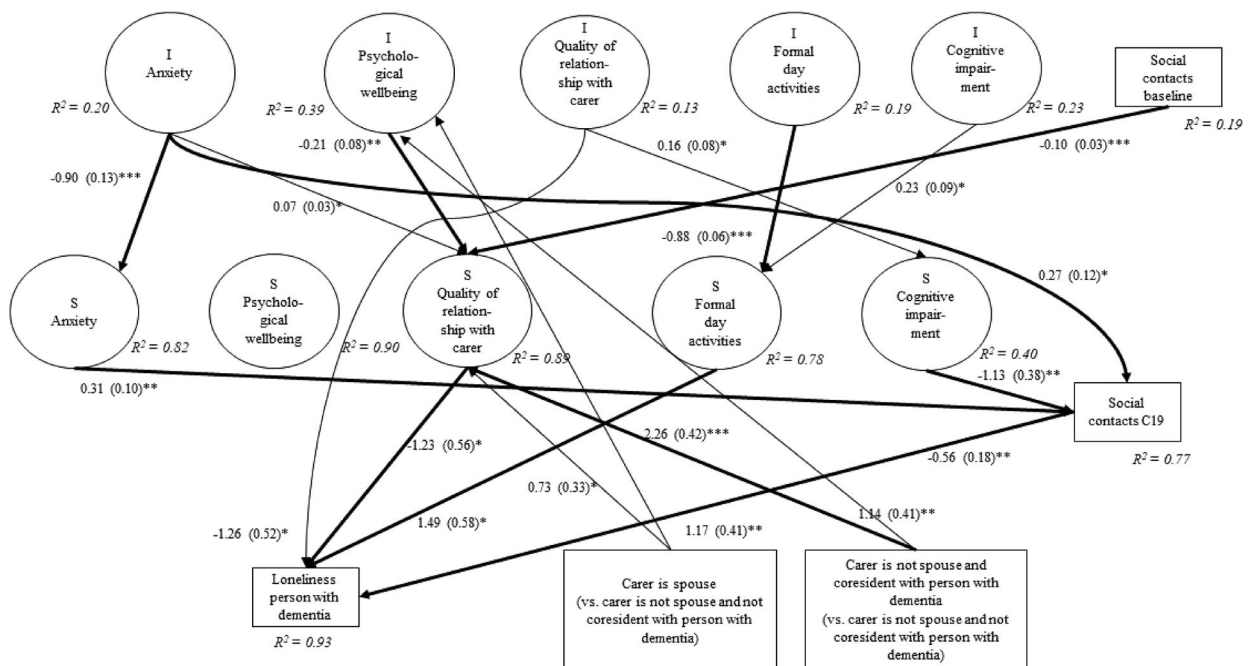 I
Anxiety
R² = 0.20
I
Psycholo-
gical
wellbeing
R² = 0.39
I
Quality of
relation-
ship with
carer
R² = 0.13
I
Formal
day
activities
R² = 0.19
I
Cognitive
impair-
ment
R² = 0.23
Social
contacts
baseline
R² = 0.19
-0.90 (0.13)***
0.07 (0.03)*
-0.21 (0.08)**
0.16 (0.08)*
-0.88 (0.06)***
0.23 (0.09)*
-0.10 (0.03)***
0.27 (0.12)*
S
Anxiety
R² = 0.82
S
Psycholo-
gical
wellbeing
R² = 0.90
S
Quality of
relation-
ship with
carer
R² = 0.89
S
Formal
day
activities
R² = 0.78
S
Cognitive
impair-
ment
R² = 0.40
0.31 (0.10)**
-1.13 (0.38)**
Social
contacts C19
R² = 0.77
-1.23 (0.56)*
2.26 (0.42)***
-0.56 (0.18)**
0.73 (0.33)*
-1.26 (0.52)*
1.49 (0.58)*
1.17 (0.41)**
1.14 (0.41)**
Loneliness
person with
dementia
R² = 0.93
Carer is spouse
(vs. carer is not spouse and not
coresident with person with
dementia)
Carer is not spouse and
coresident with person with
dementia
(vs. carer is not spouse and not
coresident with person with
dementia)